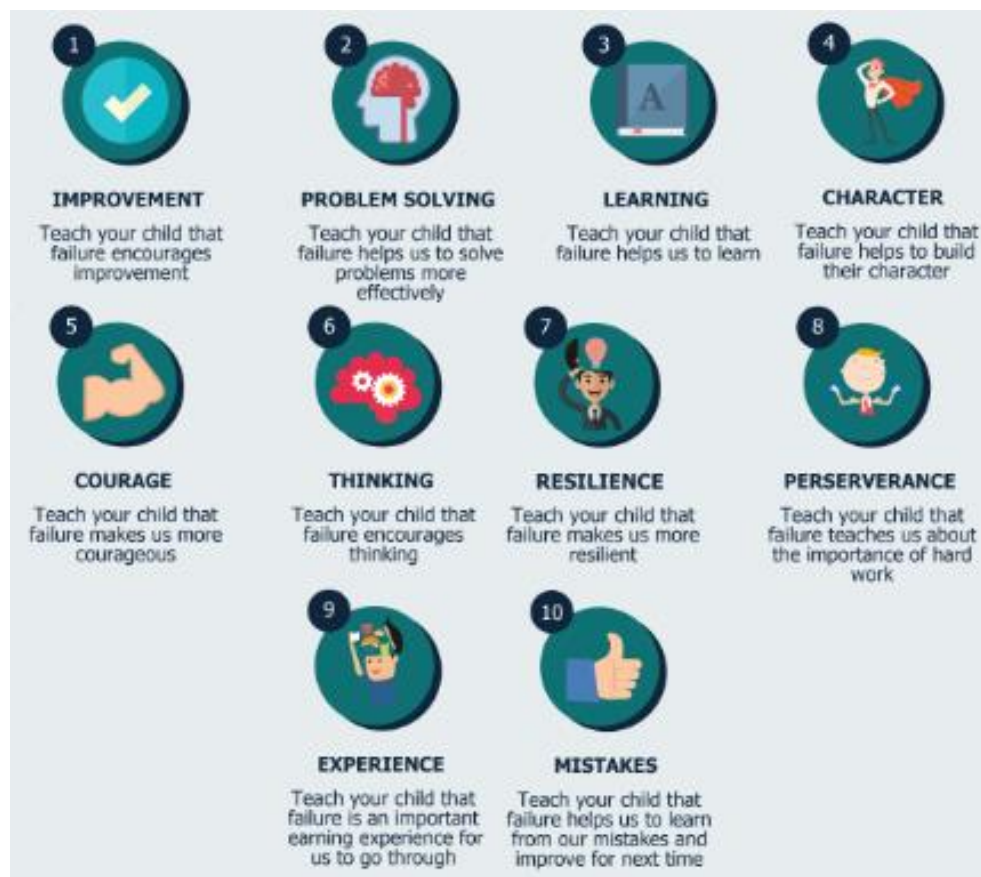 1
IMPROVEMENT
Teach your child that
failure encourages
improvement
2
PROBLEM SOLVING
Teach your child that
failure helps us to solve
problems more
effectively
3
A
LEARNING
Teach your child that
failure helps us to learn
4
CHARACTER
Teach your child that
failure helps to build
their character
5
COURAGE
Teach your child that
failure makes us more
courageous
6
THINKING
Teach your child that
failure encourages
thinking
7
RESILIENCE
Teach your child that
failure makes us more
resilient
8
PERSERVERANCE
Teach your child that
failure teaches us about
the importance of hard
work
9
EXPERIENCE
Teach your child that
failure is an important
earning experience for
us to go through
10
MISTAKES
Teach your child that
failure helps us to learn
from our mistakes and
improve for next time